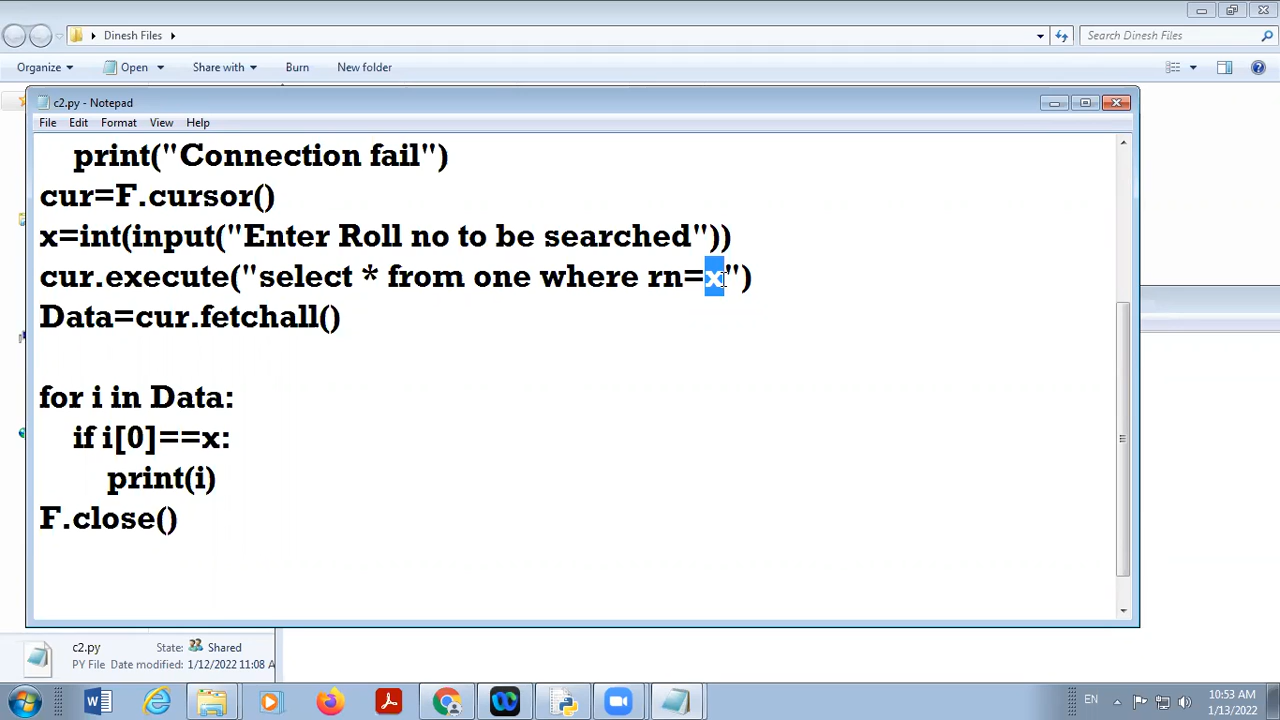 Dinesh Files
Search Dinesh Files
Organize Open Share with Burn New folder
c2.py - Notepad
File Edit Format View Help
print("Connection fail")
cur=F.cursor()
x=int(input("Enter Roll no to be searched"))
cur.execute("select * from one where rn=x")
Data=cur.fetchall()
for i in Data:
if i[0]==x:
print(i)
F.close()
c2.py State: Shared
PY File Date modified: 1/12/2022 11:08 A
EN 10:53 AM
1/13/2022